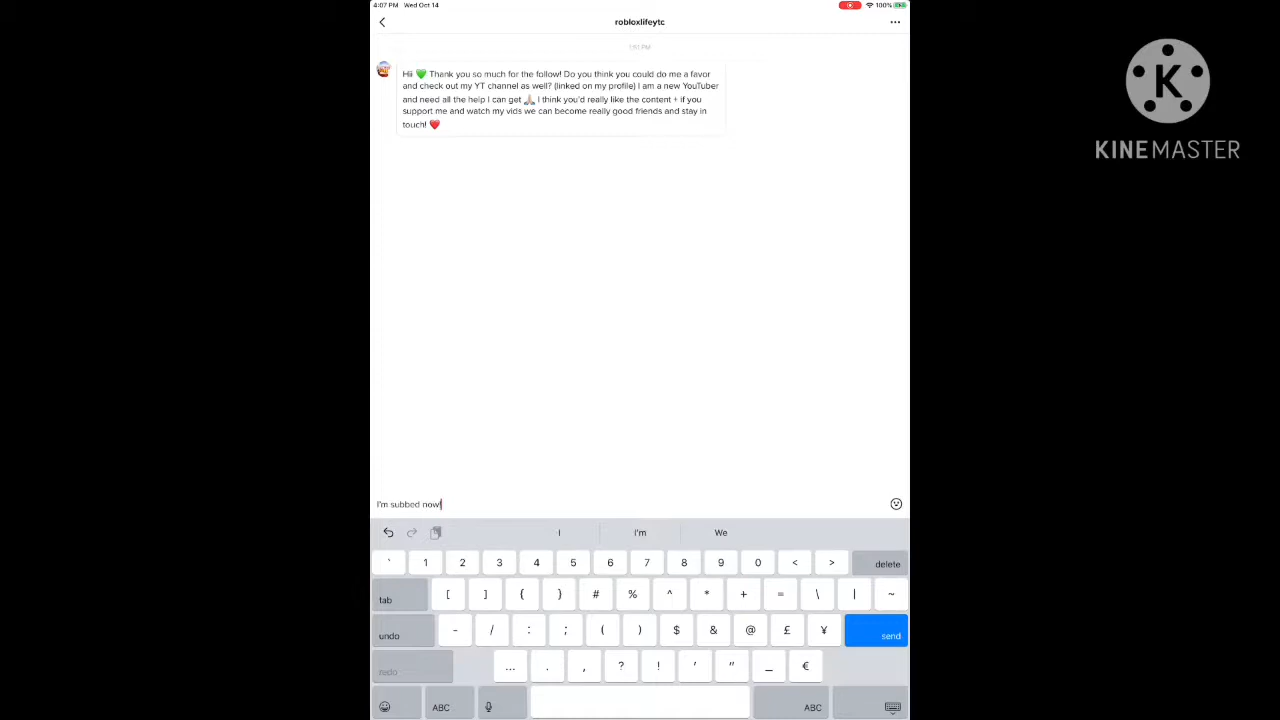 4:07 PM Wed Oct 14
100%
robloxlifeytc
1:51 PM
Hii 💚 Thank you so much for the follow! Do you think you could do me a favor
and check out my YT channel as well? (linked on my profile) I am a new YouTuber
and need all the help I can get 🙏🏼 I think you'd really like the content + if you
support me and watch my vids we can become really good friends and stay in
touch! ❤️
K
KINEMASTER
I'm subbed now!
I I'm We
` 1 2 3 4 5 6 7 8 9 0 < > delete
tab [ ] { } # % ^ * + = \ | ~
undo - / : ; ( ) $ & @ £ ¥ send
redo ... . , ? ! ' " _ €
ABC ABC